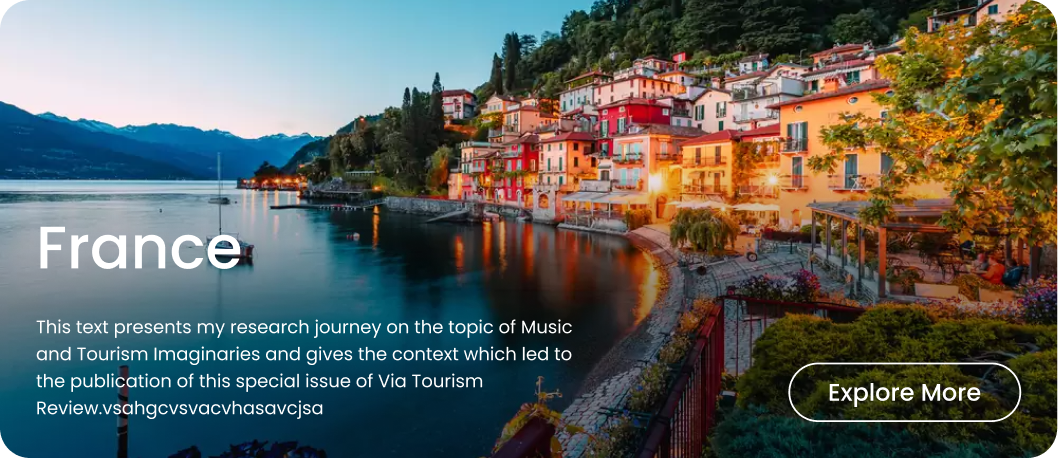 France
This text presents my research journey on the topic of Music
and Tourism Imaginaries and gives the context which led to
the publication of this special issue of Via Tourism
Review.vsahgcvsvacvhasavcjsa
Explore More